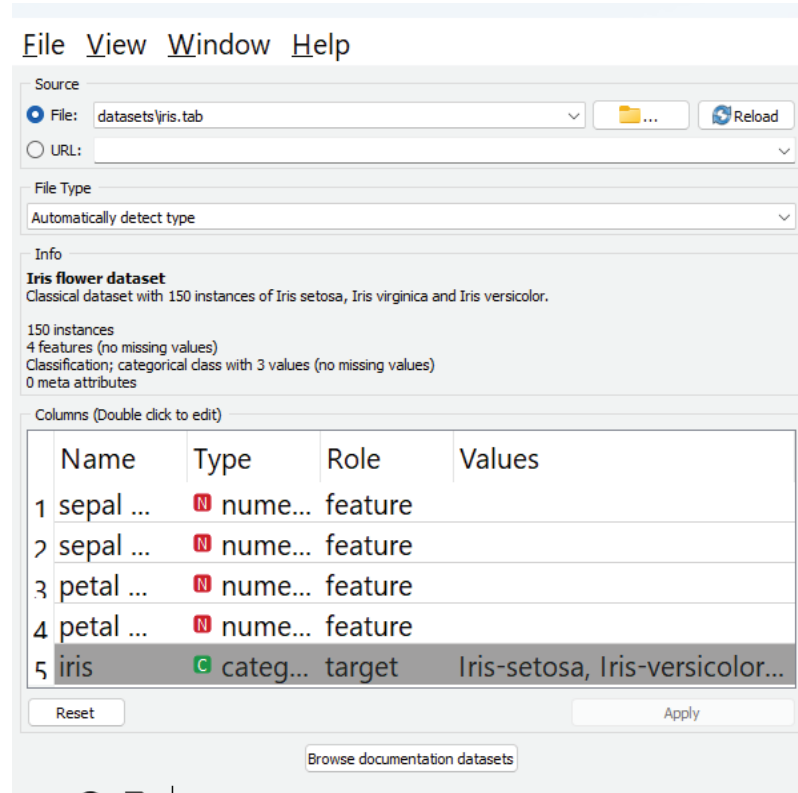 File View Window Help
Source
File: datasets\iris.tab ... Reload
URL:
File Type
Automatically detect type
Info
Iris flower dataset
Classical dataset with 150 instances of Iris setosa, Iris virginica and Iris versicolor.
150 instances
4 features (no missing values)
Classification; categorical class with 3 values (no missing values)
0 meta attributes
Columns (Double click to edit)
Name Type Role Values
1 sepal ... N nume... feature
2 sepal ... N nume... feature
3 petal ... N nume... feature
4 petal ... N nume... feature
5 iris C categ... target Iris-setosa, Iris-versicolor...
Reset Apply
Browse documentation datasets